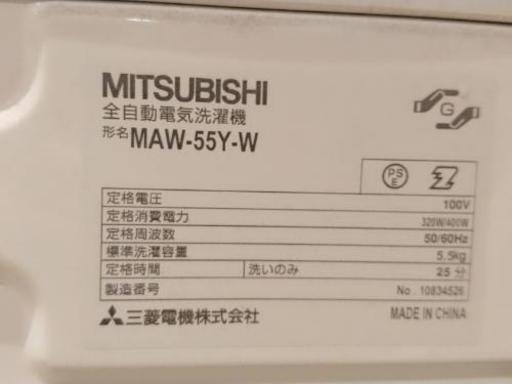 MITSUBISHI
全自動電気洗濯機
形名 MAW-55Y-W
G
PS E
定格電圧 100V
定格消費電力 320W/400W
定格周波数 50/60Hz
標準洗濯容量 5.5kg
定格時間 洗いのみ 25 分
製造番号 No. 10834526
三菱電機株式会社 MADE IN CHINA